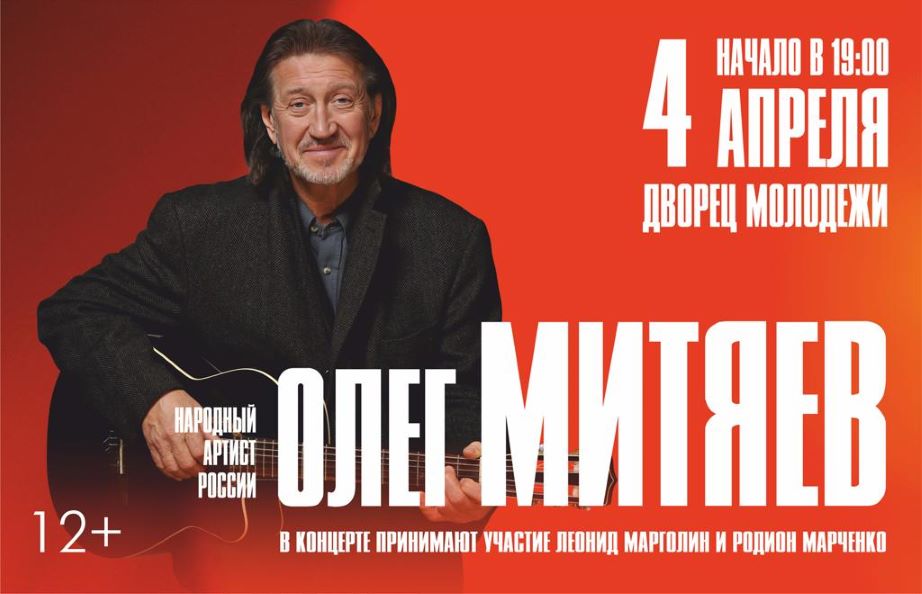 НАЧАЛО В 19:00
4 АПРЕЛЯ
ДВОРЕЦ МОЛОДЕЖИ
НАРОДНЫЙ
АРТИСТ
РОССИИ
ОЛЕГ МИТЯЕВ
12+
В КОНЦЕРТЕ ПРИНИМАЮТ УЧАСТИЕ ЛЕОНИД МАРГОЛИН И РОДИОН МАРЧЕНКО